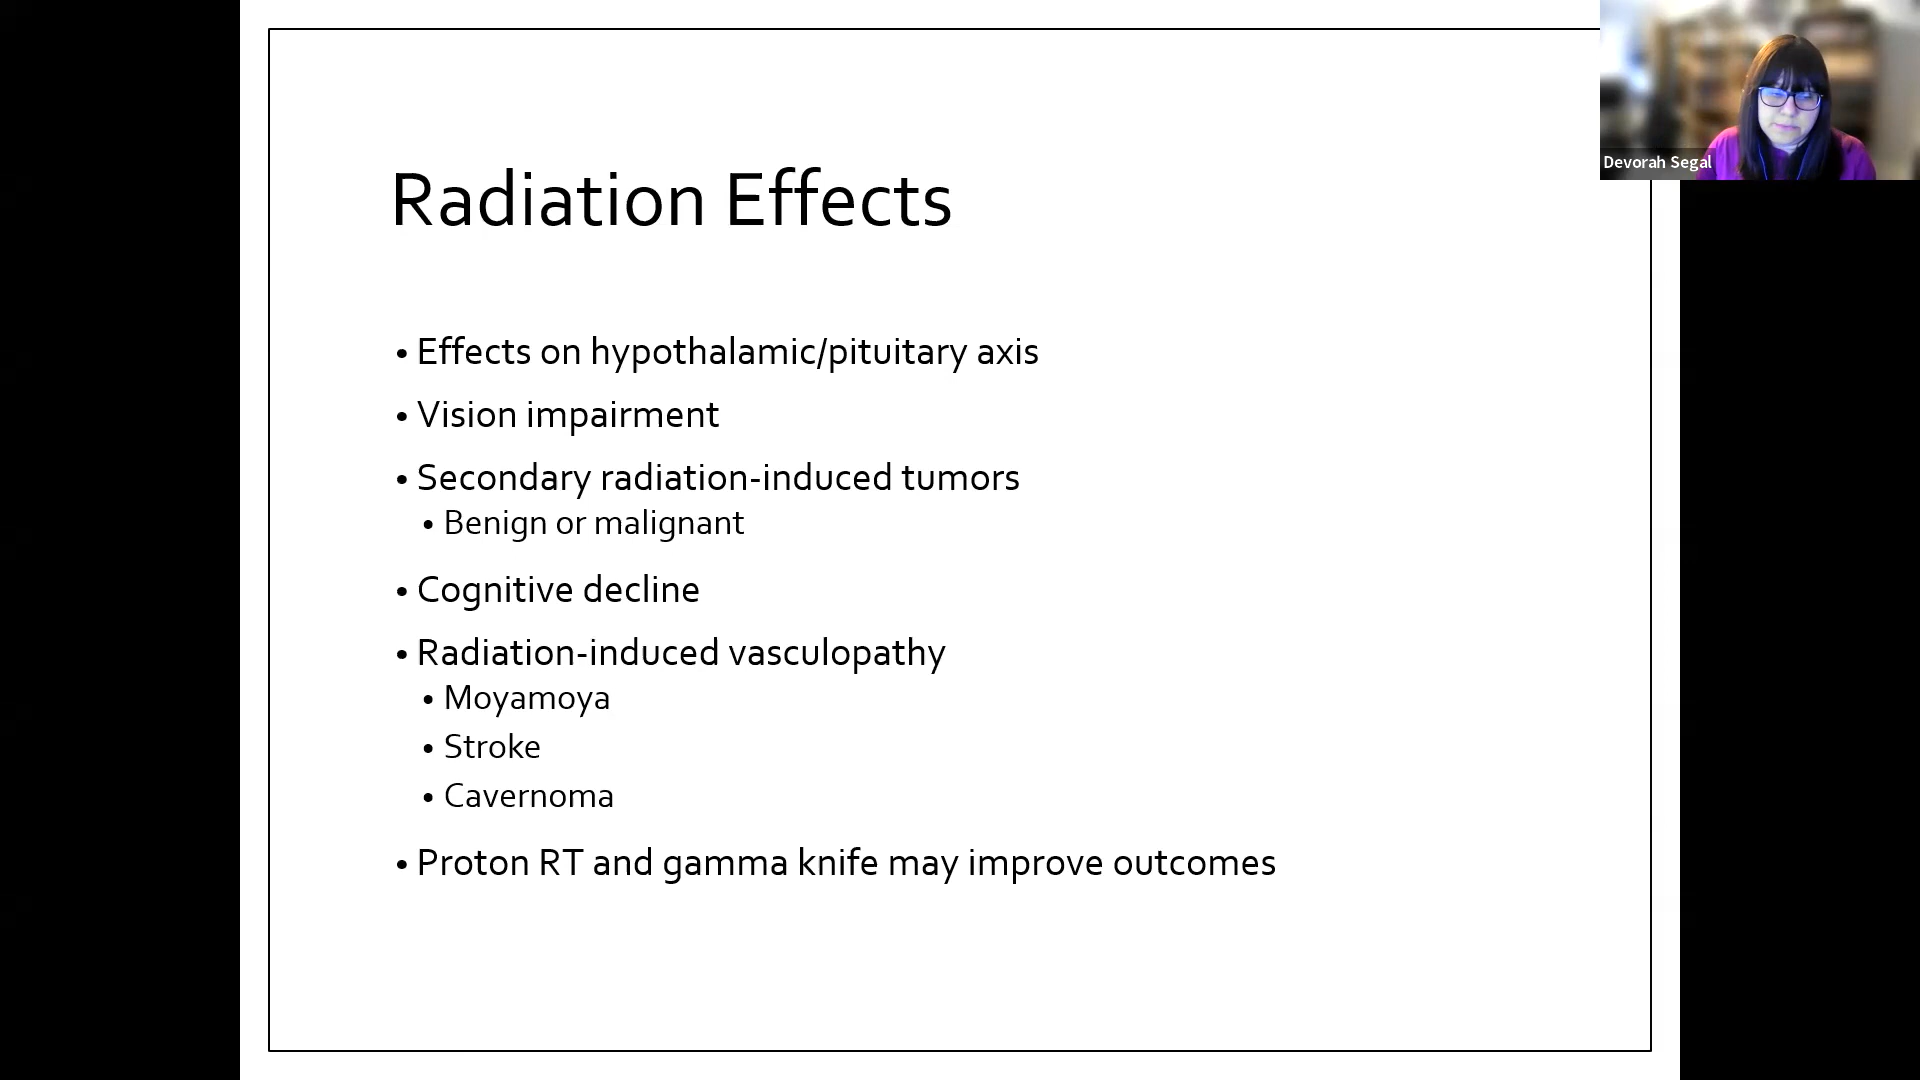 Devorah Segal
Radiation Effects
• Effects on hypothalamic/pituitary axis
• Vision impairment
• Secondary radiation-induced tumors
• Benign or malignant
• Cognitive decline
• Radiation-induced vasculopathy
• Moyamoya
• Stroke
• Cavernoma
• Proton RT and gamma knife may improve outcomes